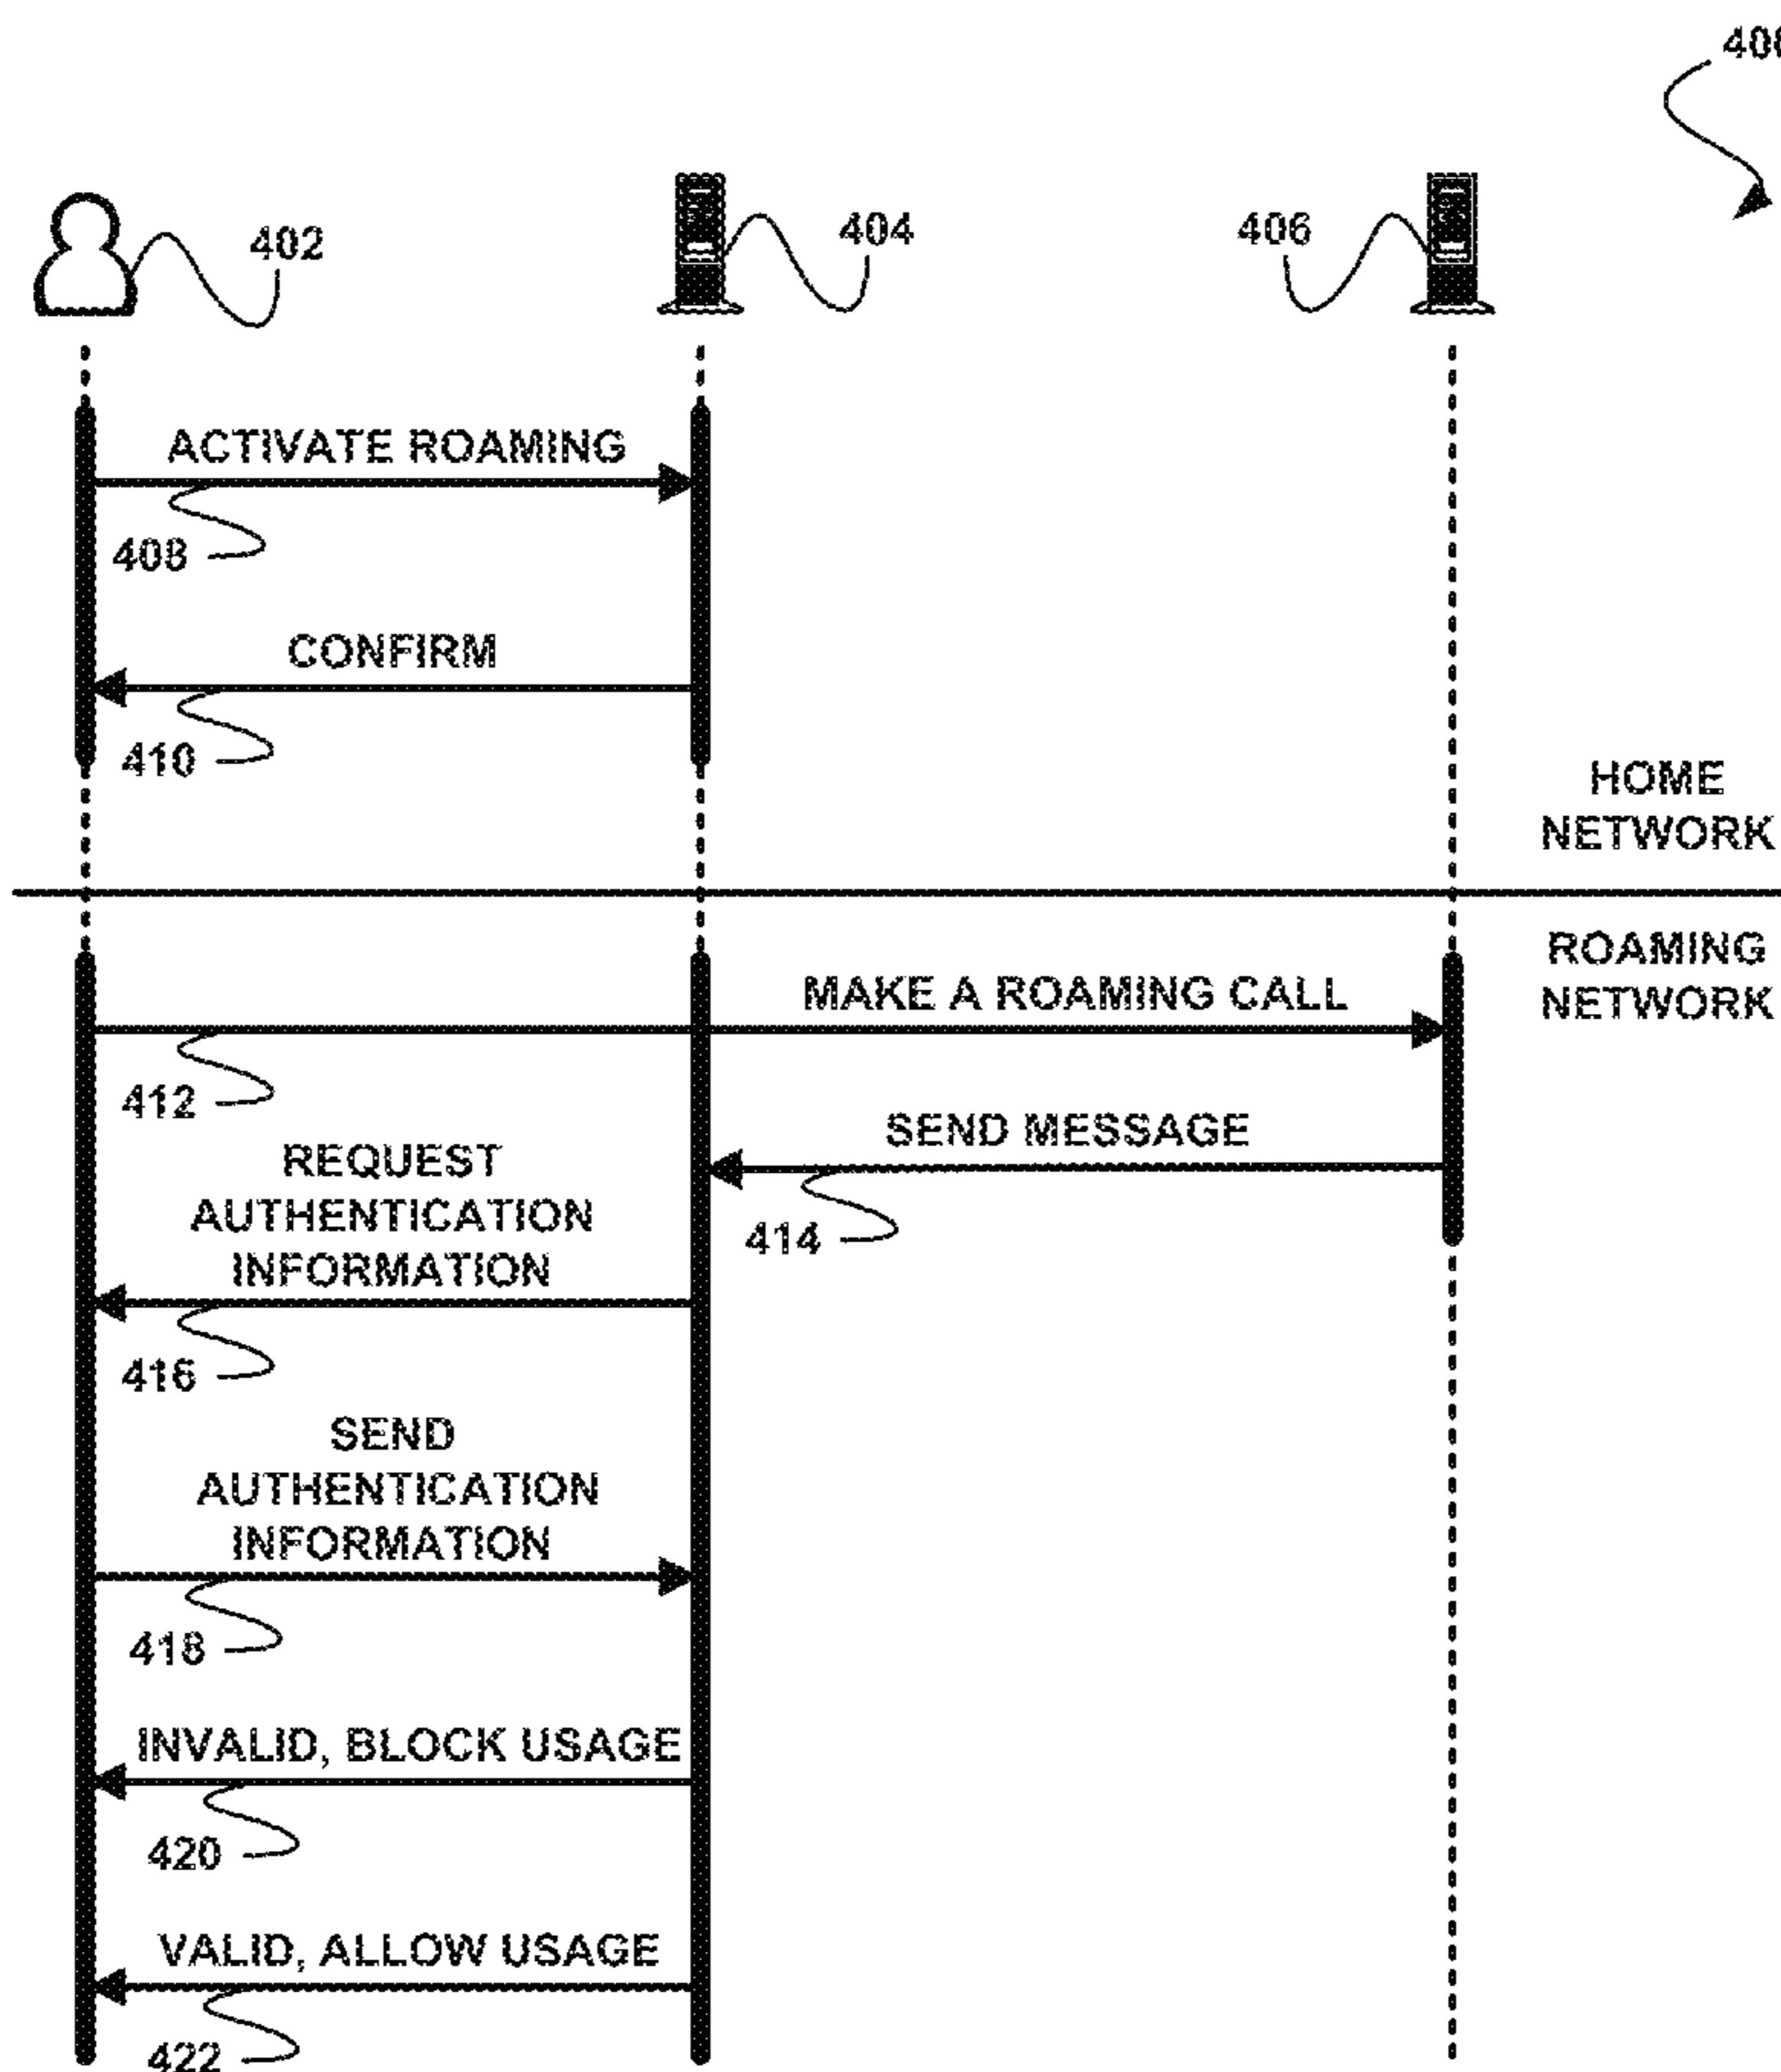 400
402
404
406
ACTIVATE ROAMING
408
CONFIRM
410
HOME
NETWORK
ROAMING
NETWORK
MAKE A ROAMING CALL
412
SEND MESSAGE
414
REQUEST
AUTHENTICATION
INFORMATION
416
SEND
AUTHENTICATION
INFORMATION
418
INVALID, BLOCK USAGE
420
VALID, ALLOW USAGE
422